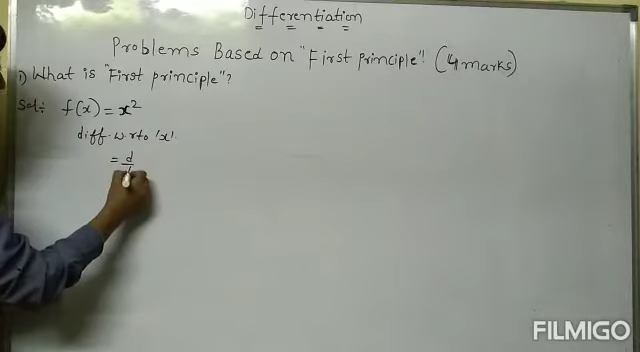 Differentiation
Problems Based on "First principle"! (4 marks)
1) What is "First principle"?
Sol:- f(x) = x²
diff. w.r.to 'x'.
= d
FILMIGO